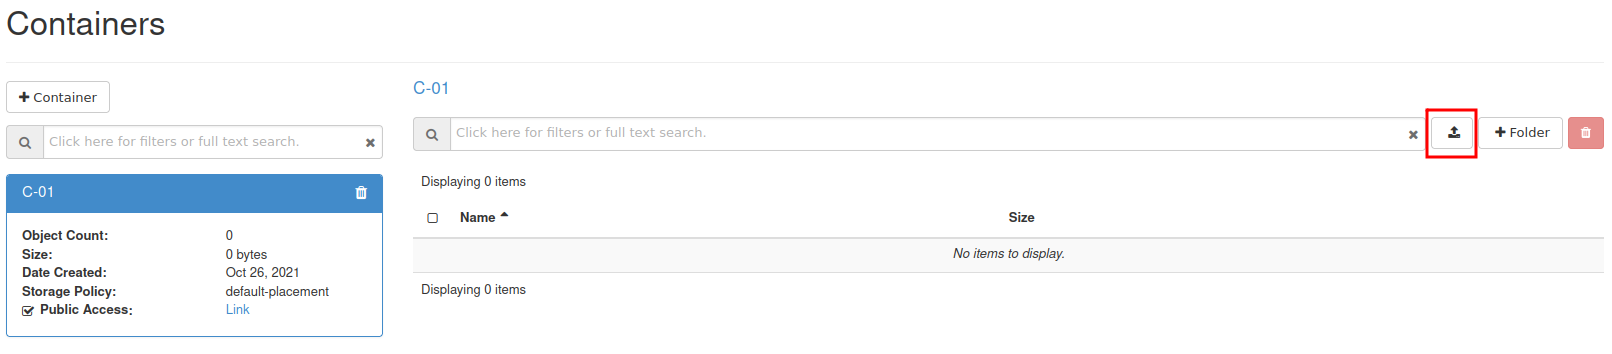 Containers
+ Container
Click here for filters or full text search.
C-01
Object Count: 0
Size: 0 bytes
Date Created: Oct 26, 2021
Storage Policy: default-placement
Public Access: Link
C-01
Click here for filters or full text search.
+ Folder
Displaying 0 items
Name Size
No items to display.
Displaying 0 items